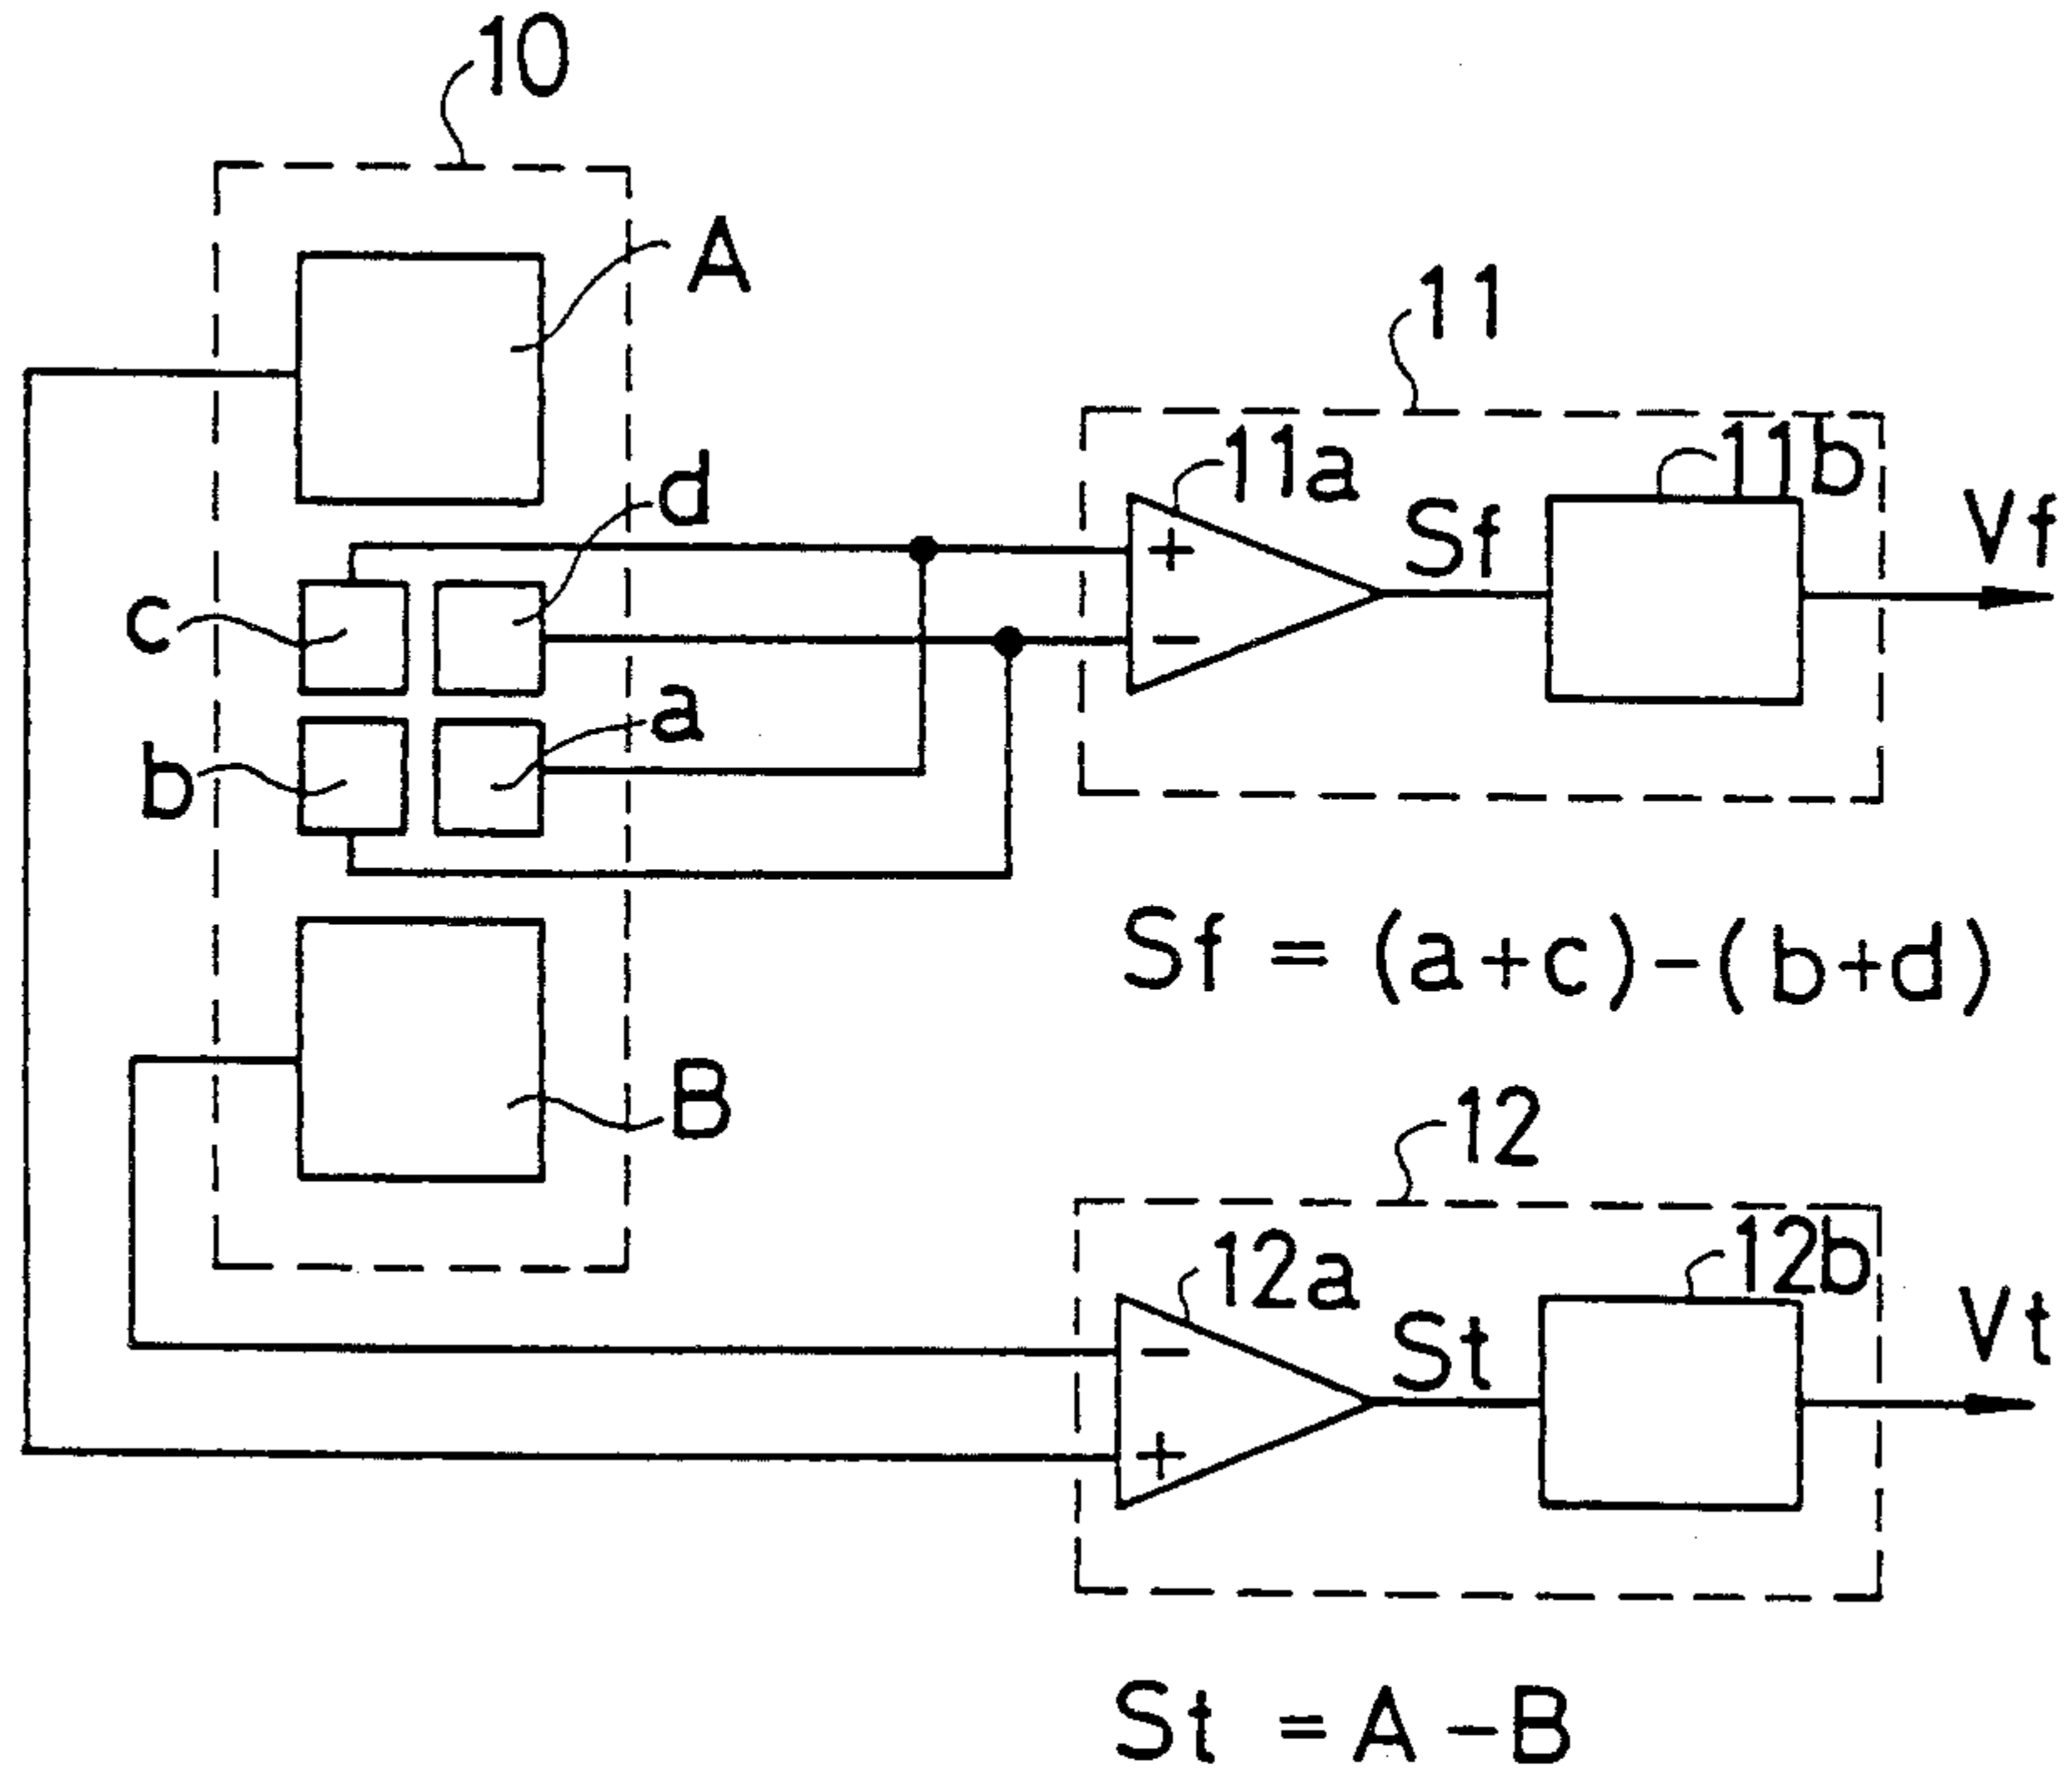 10
A
11
d
11a
11b
Sf
Vf
+
c
−
a
b
Sf = (a+c)−(b+d)
B
12
12a
12b
St
Vt
−
+
St = A−B